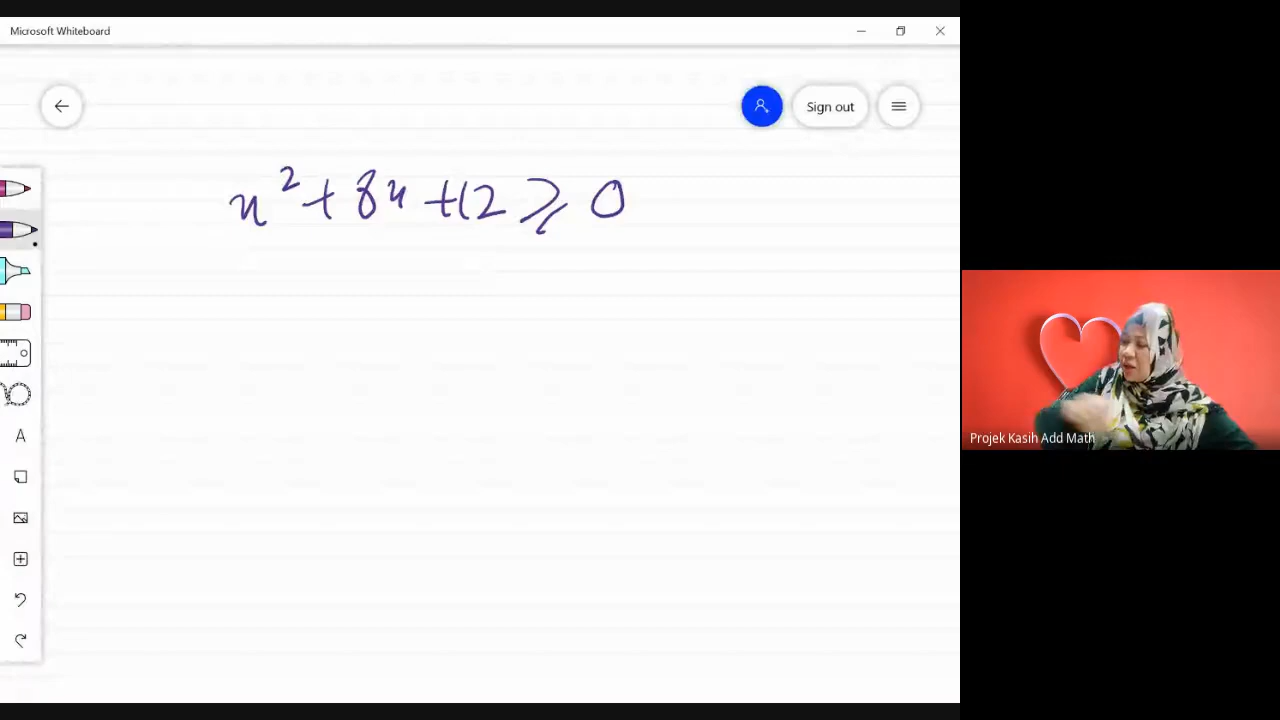 Microsoft Whiteboard
Sign out
x² + 8x + 12 ⩾ 0
A
Projek Kasih Add Math